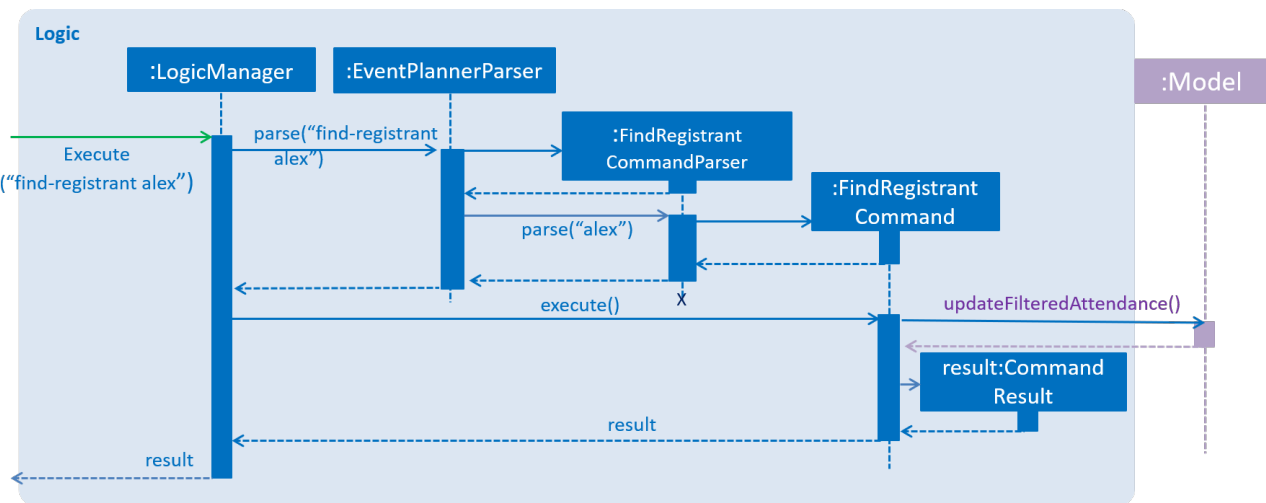 Logic
:LogicManager
:EventPlannerParser
:Model
:FindRegistrant
CommandParser
parse(“find-registrant
alex”)
Execute
(“find-registrant alex”)
:FindRegistrant
Command
parse(“alex”)
X
execute()
updateFilteredAttendance()
result:Command
Result
result
result